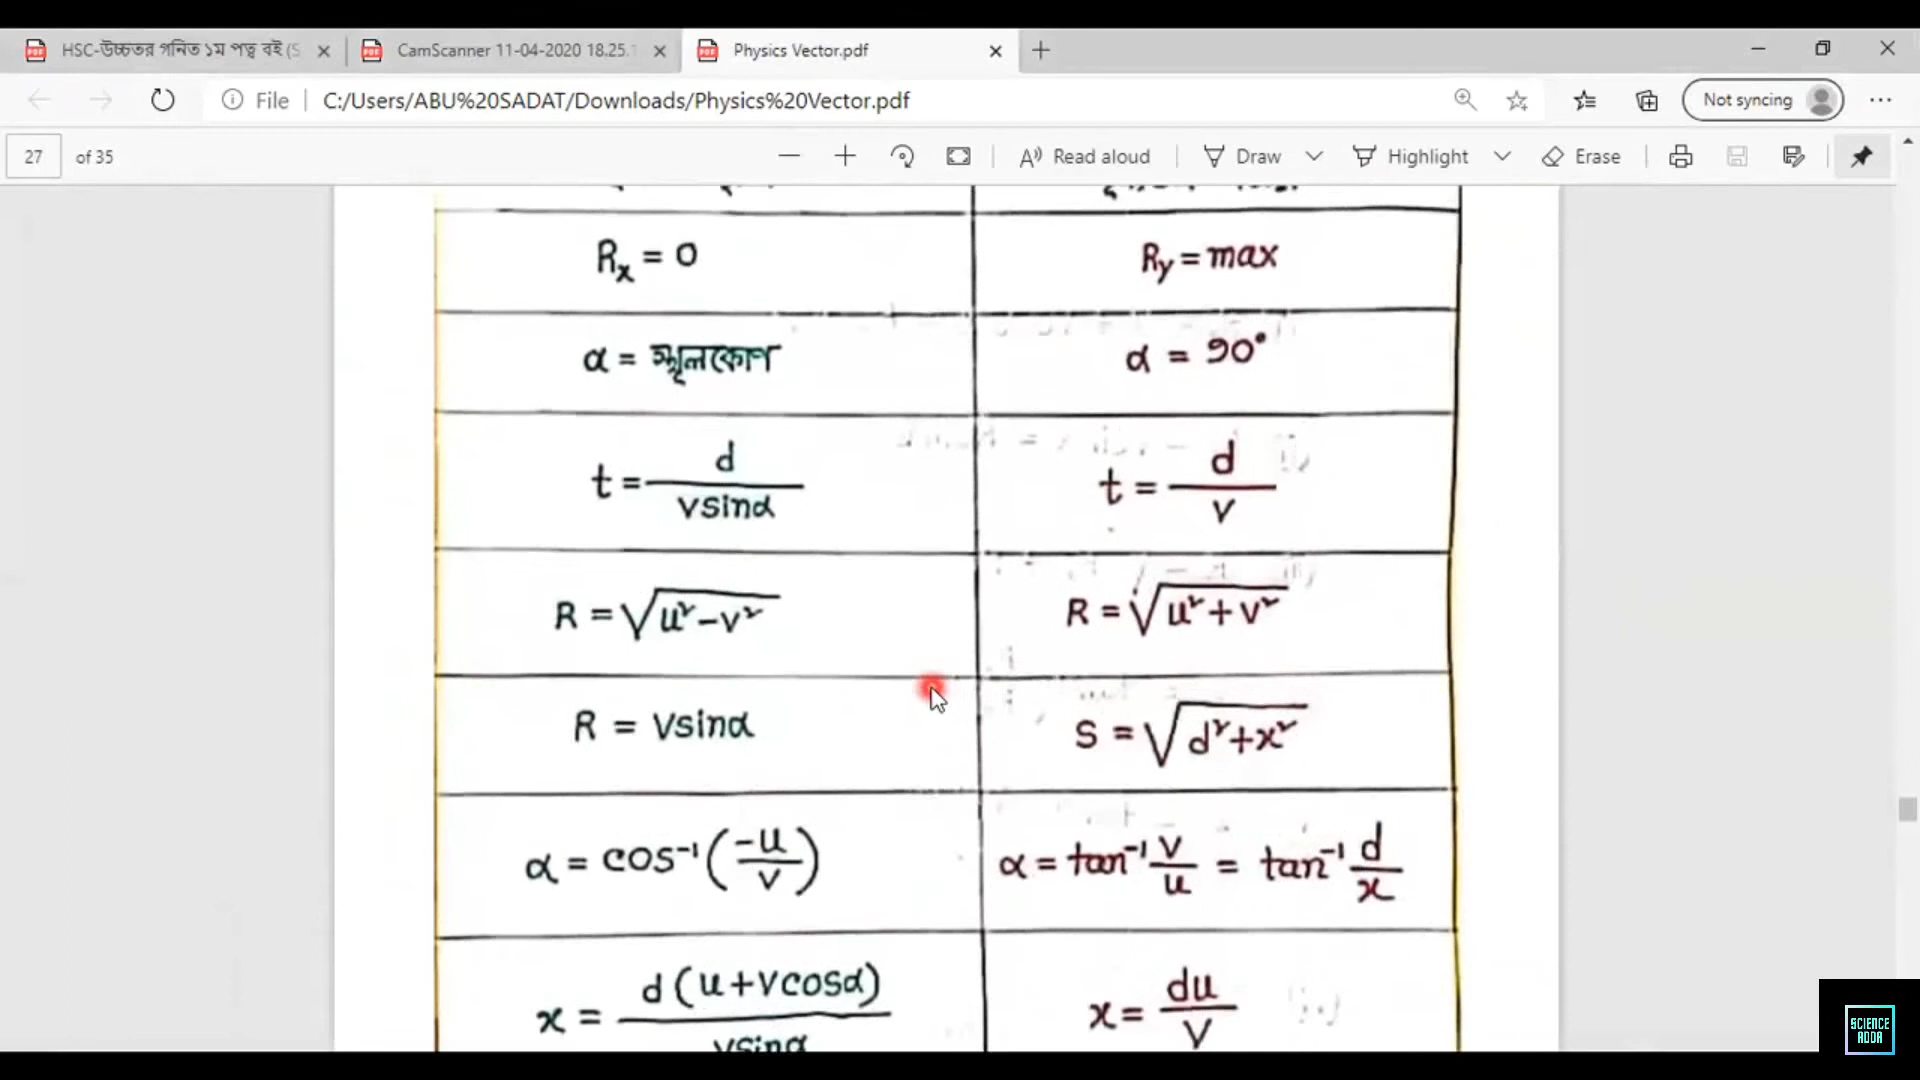 HSC-উচ্চতর গনিত ১ম পত্র বই (S
CamScanner 11-04-2020 18.25.1
Physics Vector.pdf
File
C:/Users/ABU%20SADAT/Downloads/Physics%20Vector.pdf
Not syncing
27 of 35
Read aloud
Draw
Highlight
Erase
Rx = 0
Ry = max
α = স্থূলকোণ
α = 90°
t = d / vsinα
t = d / v
R = √u²-v²
R = √u²+v²
R = vsinα
S = √d²+x²
α = cos⁻¹(-u/v)
α = tan⁻¹ v/u = tan⁻¹ d/x
x = d(u+vcosα) / vsinα
x = du / v
SCIENCE
ADDA